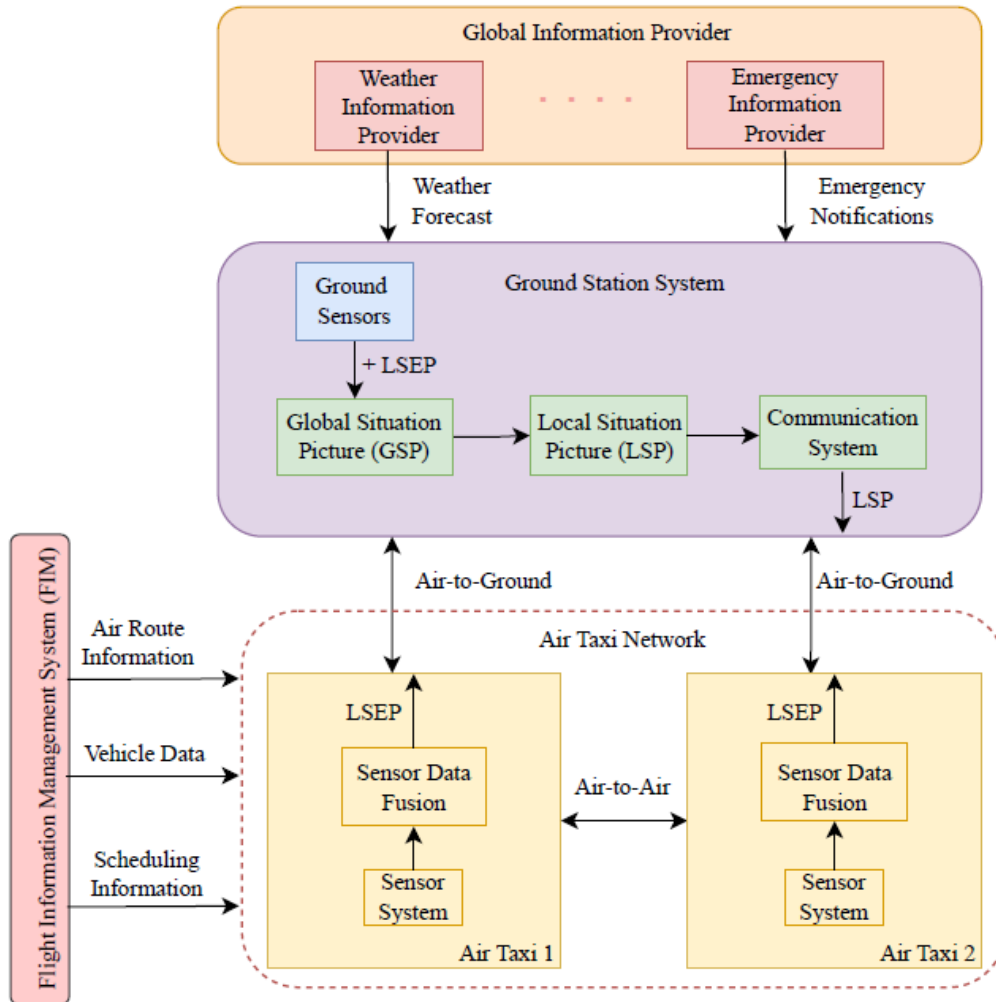 Global Information Provider
Weather
Information
Provider
Emergency
Information
Provider
Weather
Forecast
Emergency
Notifications
Ground Station System
Ground
Sensors
+ LSEP
Global Situation
Picture (GSP)
Local Situation
Picture (LSP)
Communication
System
LSP
Air-to-Ground
Air-to-Ground
Flight Information Management System (FIM)
Air Route
Information
Vehicle Data
Scheduling
Information
Air Taxi Network
LSEP
Sensor Data
Fusion
Sensor
System
Air Taxi 1
Air-to-Air
LSEP
Sensor Data
Fusion
Sensor
System
Air Taxi 2